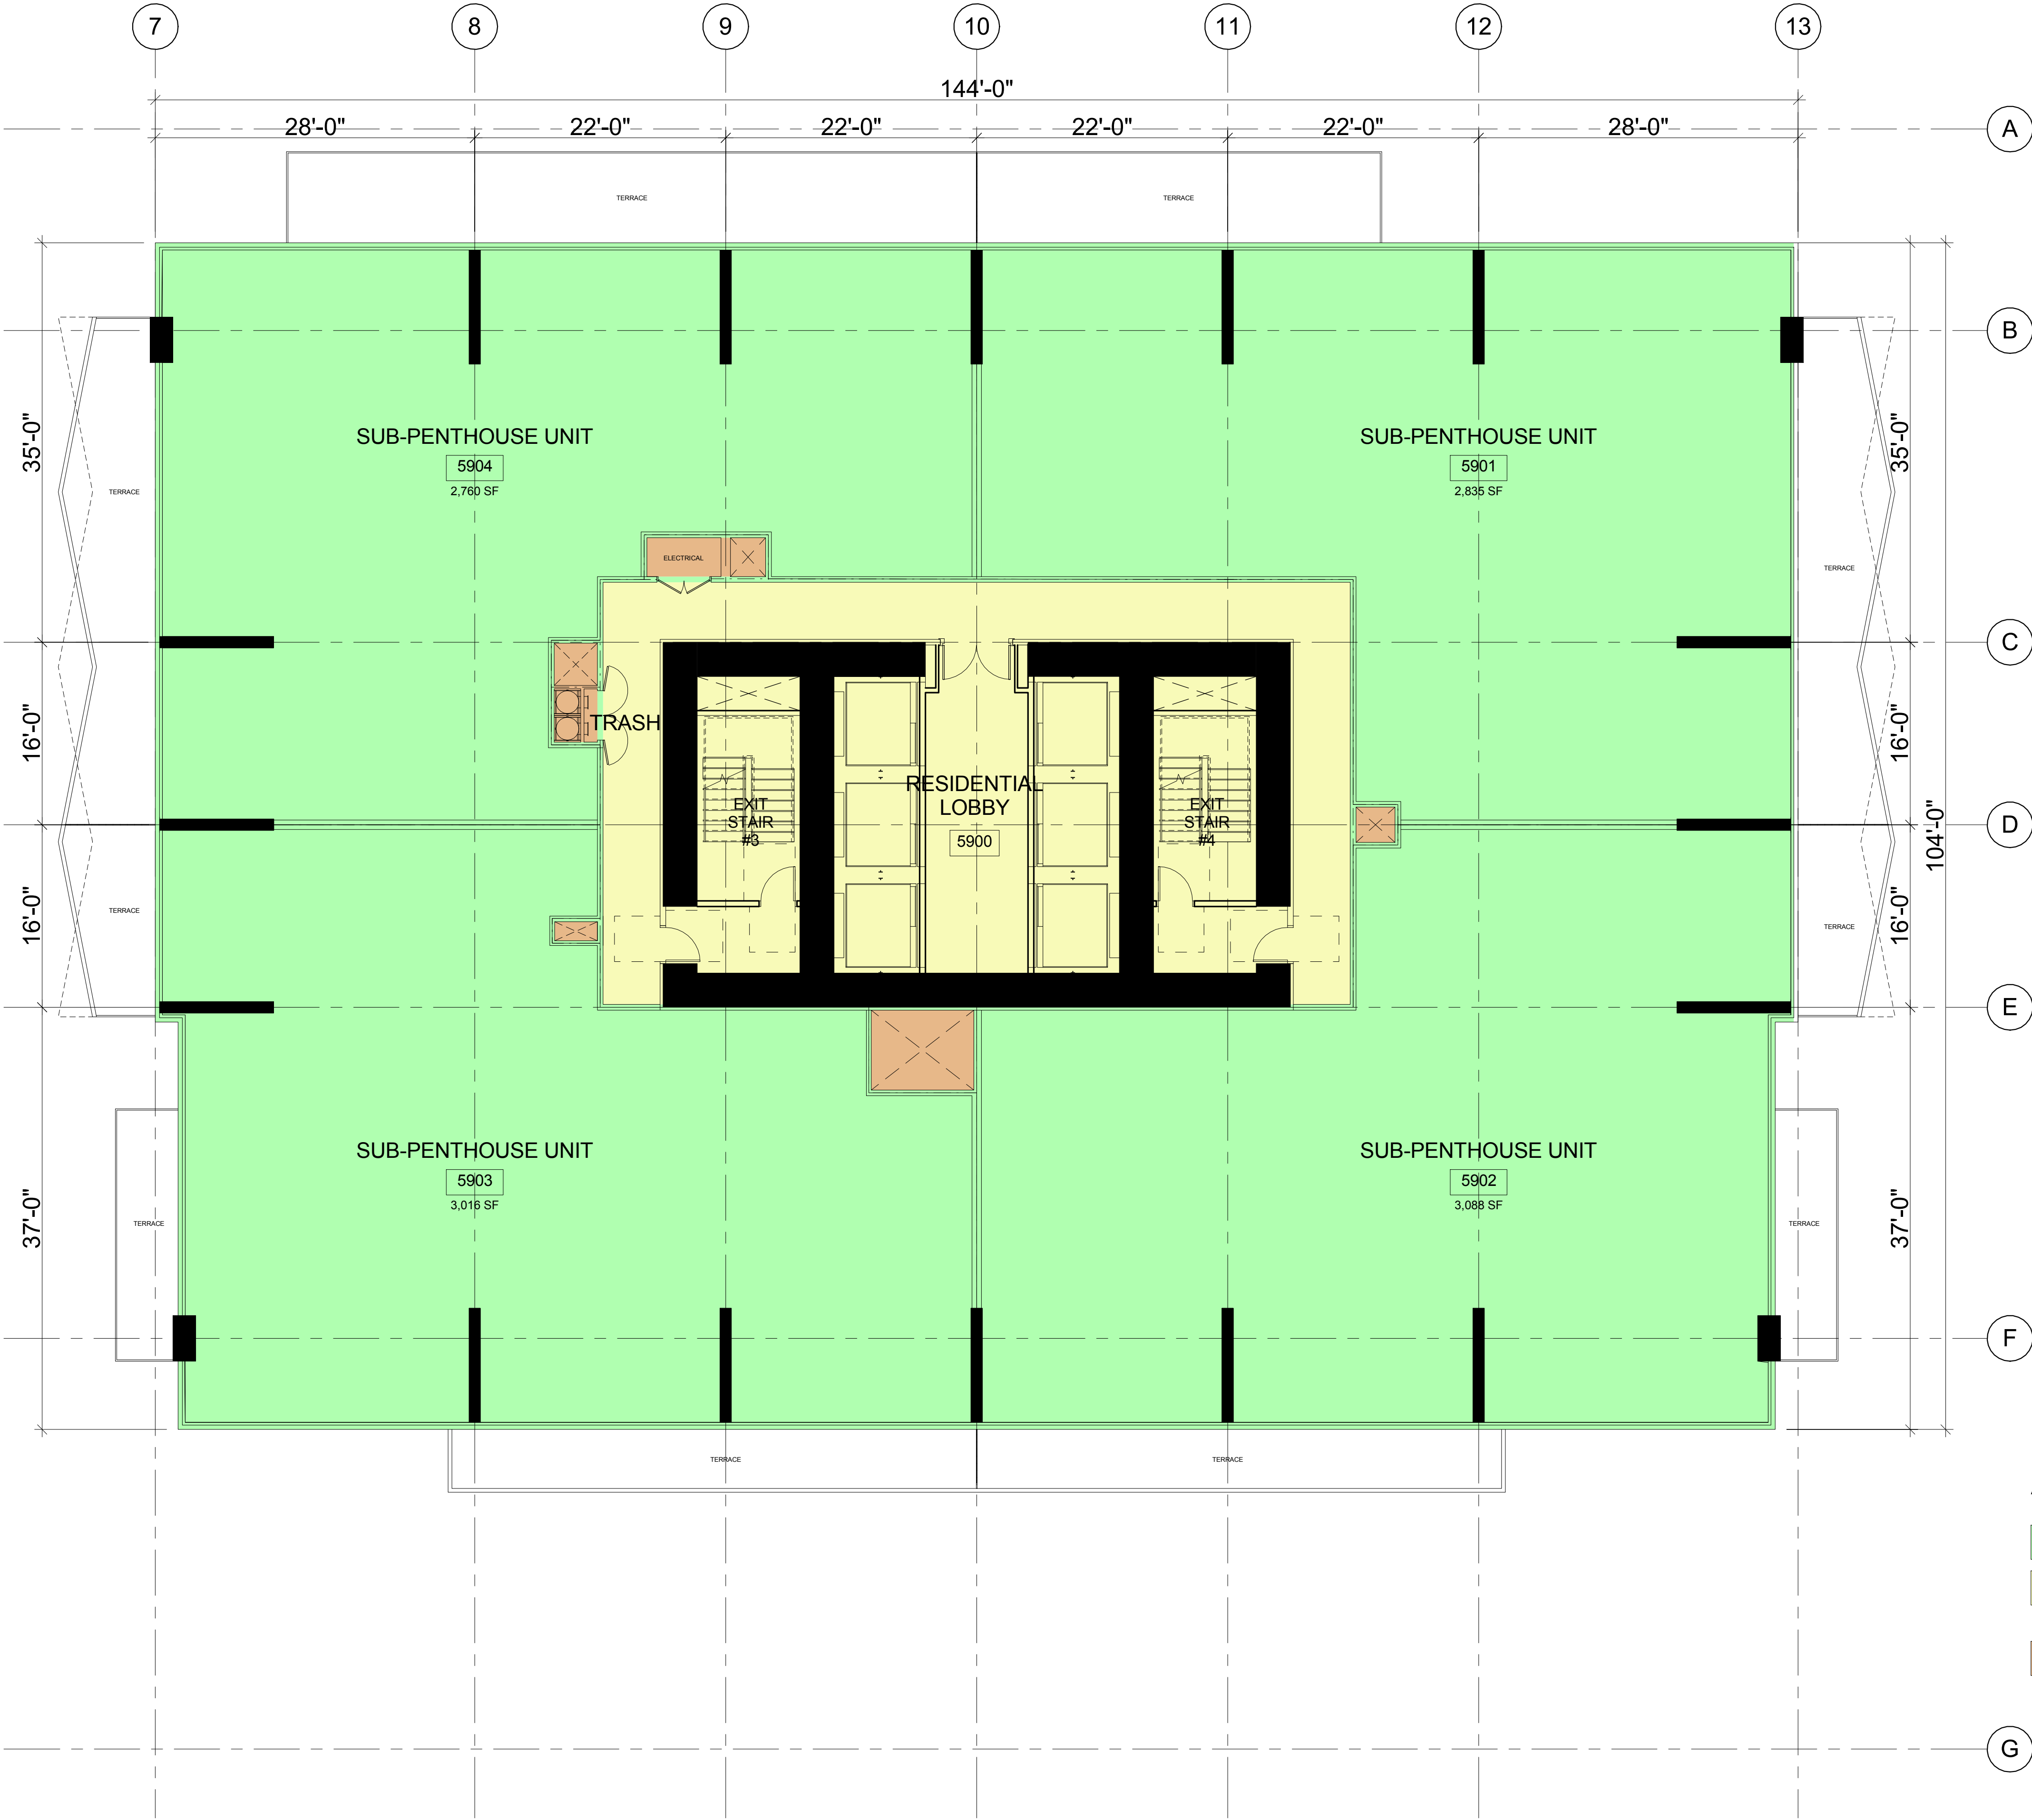 7 8 9 10 11 12 13
144'-0"
28'-0" 22'-0" 22'-0" 22'-0" 22'-0" 28'-0"
A
TERRACE TERRACE
B
35'-0" 35'-0"
SUB-PENTHOUSE UNIT SUB-PENTHOUSE UNIT
5904 5901
2,760 SF 2,835 SF
TERRACE
ELECTRICAL
TERRACE
C
16'-0" 16'-0"
TRASH
RESIDENTIAL
LOBBY
5900
EXIT
STAIR
#3
EXIT
STAIR
#4
D
104'-0"
16'-0" 16'-0"
TERRACE TERRACE
E
SUB-PENTHOUSE UNIT SUB-PENTHOUSE UNIT
5903 5902
3,016 SF 3,088 SF
37'-0" 37'-0"
TERRACE TERRACE
F
TERRACE TERRACE
G